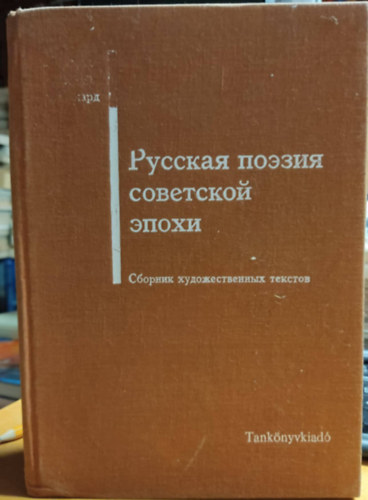 Русская поэзия
советской
эпохи
Сборник художественных текстов
Tankönyvkiadó